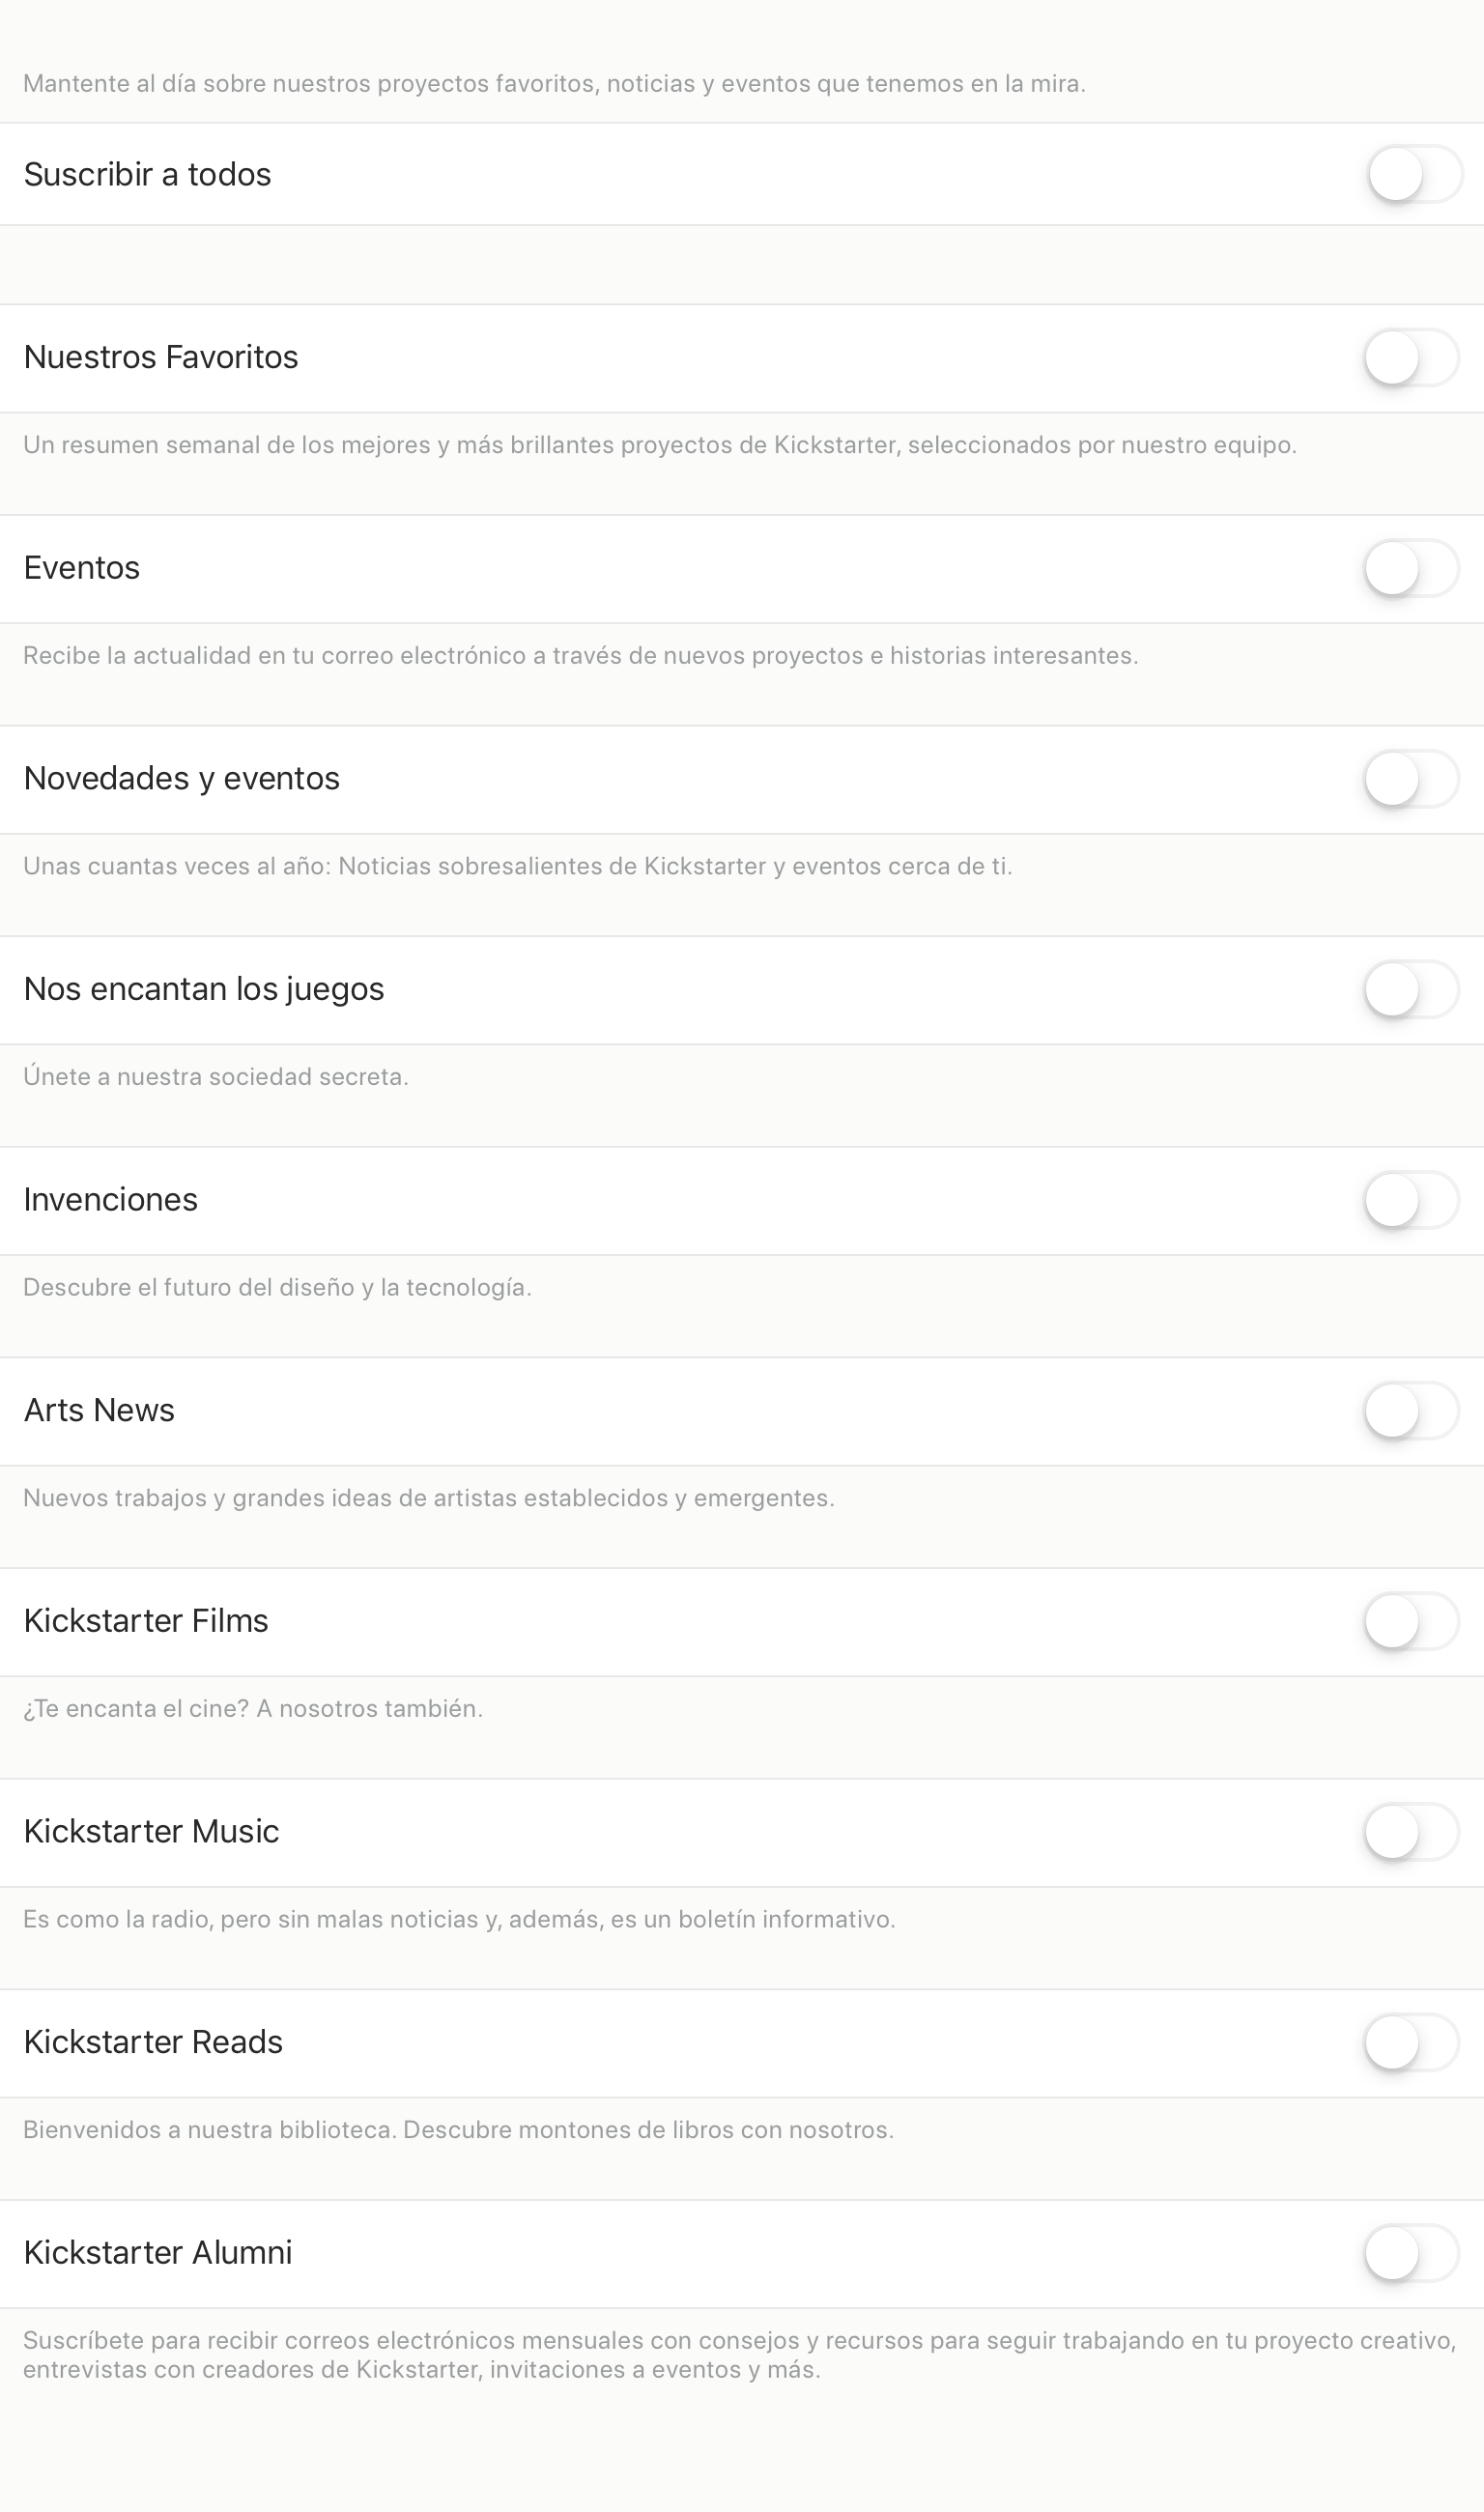 Mantente al día sobre nuestros proyectos favoritos, noticias y eventos que tenemos en la mira.
Suscribir a todos
Nuestros Favoritos
Un resumen semanal de los mejores y más brillantes proyectos de Kickstarter, seleccionados por nuestro equipo.
Eventos
Recibe la actualidad en tu correo electrónico a través de nuevos proyectos e historias interesantes.
Novedades y eventos
Unas cuantas veces al año: Noticias sobresalientes de Kickstarter y eventos cerca de ti.
Nos encantan los juegos
Únete a nuestra sociedad secreta.
Invenciones
Descubre el futuro del diseño y la tecnología.
Arts News
Nuevos trabajos y grandes ideas de artistas establecidos y emergentes.
Kickstarter Films
¿Te encanta el cine? A nosotros también.
Kickstarter Music
Es como la radio, pero sin malas noticias y, además, es un boletín informativo.
Kickstarter Reads
Bienvenidos a nuestra biblioteca. Descubre montones de libros con nosotros.
Kickstarter Alumni
Suscríbete para recibir correos electrónicos mensuales con consejos y recursos para seguir trabajando en tu proyecto creativo,
entrevistas con creadores de Kickstarter, invitaciones a eventos y más.